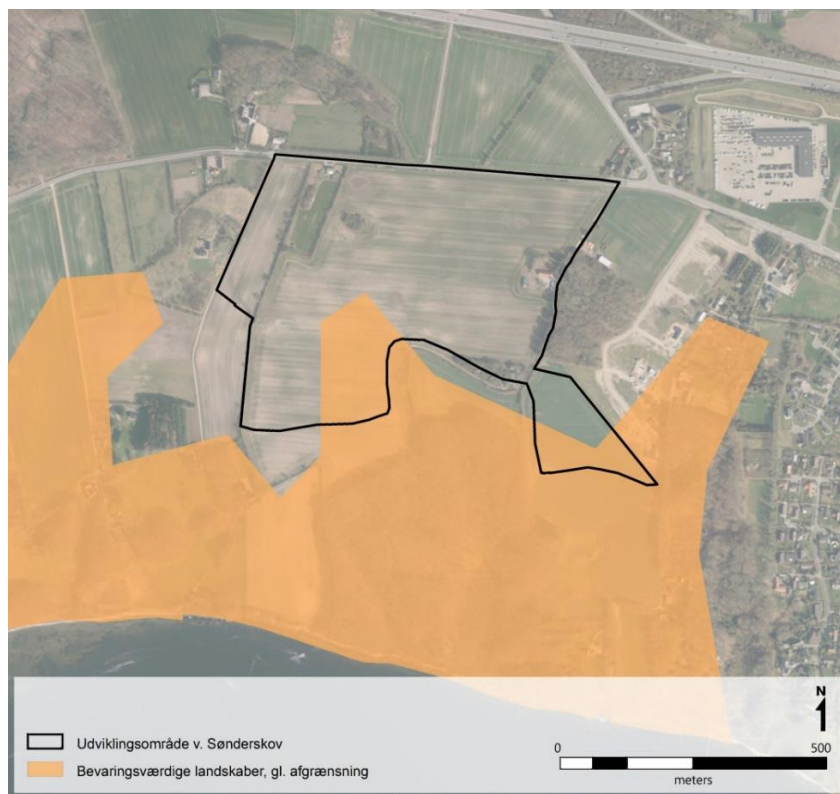 Udviklingsområde v. Sønderskov
Bevaringsværdige landskaber, gl. afgrænsning
N
0 500
meters